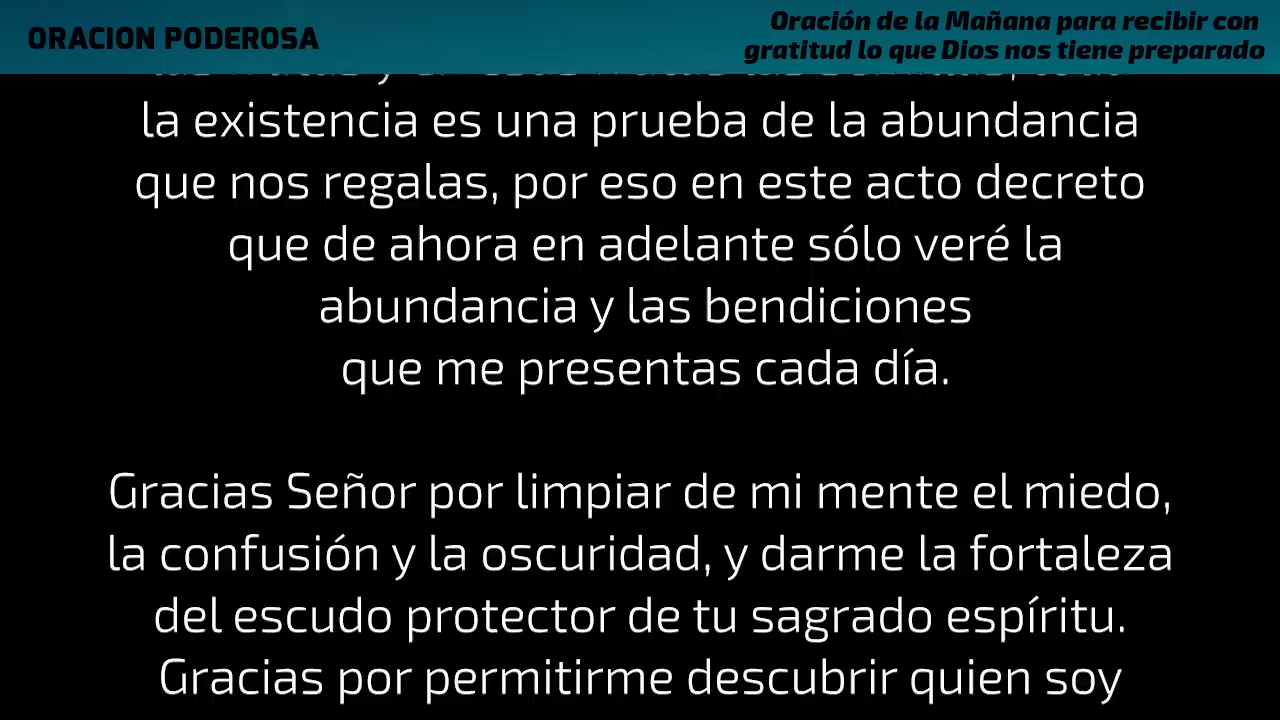 ORACION PODEROSA
Oración de la Mañana para recibir con
gratitud lo que Dios nos tiene preparado
la existencia es una prueba de la abundancia
que nos regalas, por eso en este acto decreto
que de ahora en adelante sólo veré la
abundancia y las bendiciones
que me presentas cada día.
Gracias Señor por limpiar de mi mente el miedo,
la confusión y la oscuridad, y darme la fortaleza
del escudo protector de tu sagrado espíritu.
Gracias por permitirme descubrir quien soy